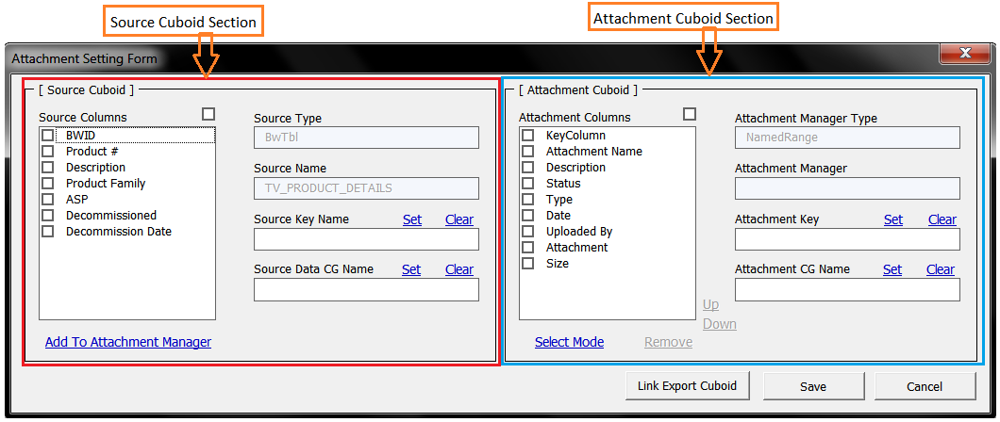 Source Cuboid Section
Attachment Cuboid Section
Attachment Setting Form
x
[ Source Cuboid ]
Source Columns
BWID
Product #
Description
Product Family
ASP
Decommissioned
Decommission Date
Add To Attachment Manager
Source Type
BwTbl
Source Name
TV_PRODUCT_DETAILS
Source Key Name Set Clear
Source Data CG Name Set Clear
[ Attachment Cuboid ]
Attachment Columns
KeyColumn
Attachment Name
Description
Status
Type
Date
Uploaded By
Attachment
Size
Up
Down
Select Mode Remove
Attachment Manager Type
NamedRange
Attachment Manager
Attachment Key Set Clear
Attachment CG Name Set Clear
Link Export Cuboid Save Cancel